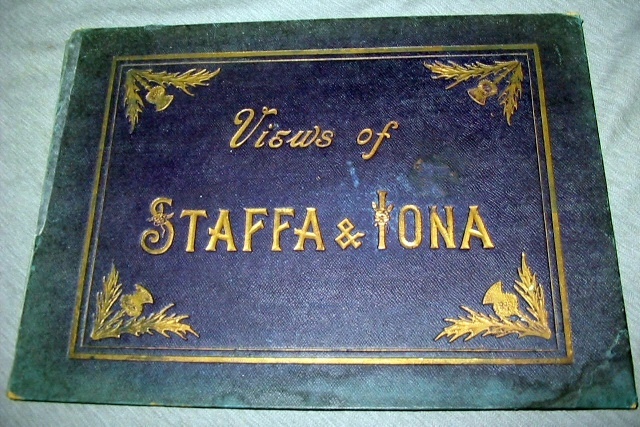 Views of
STAFFA & IONA